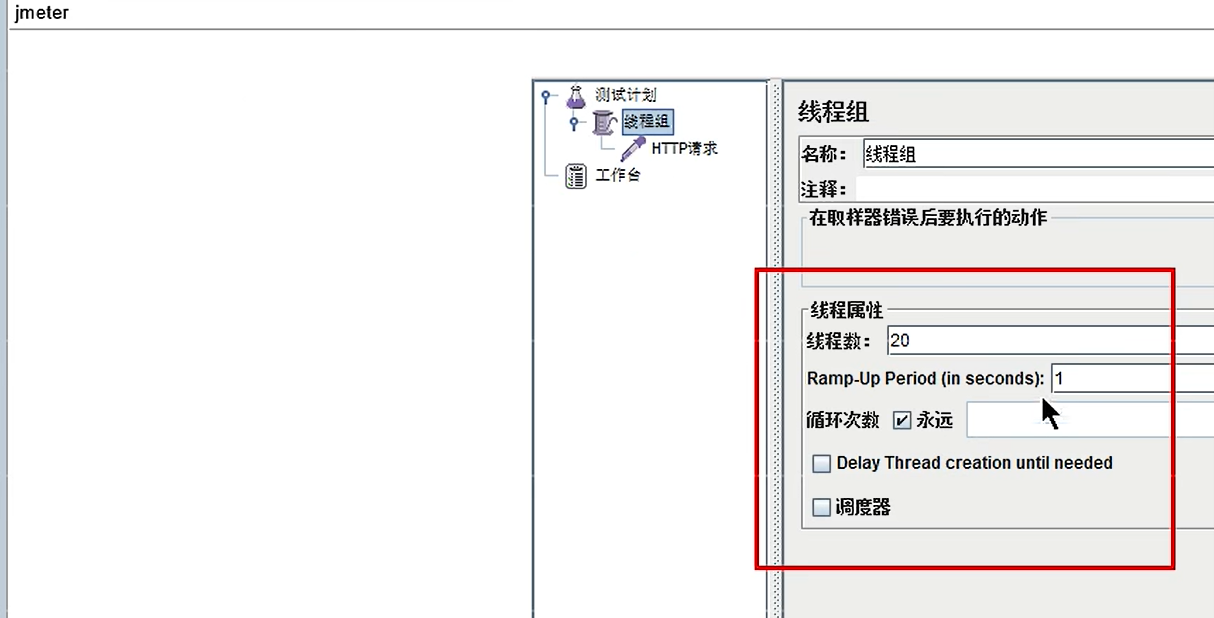 jmeter
测试计划
线程组
HTTP请求
工作台
线程组
名称： 线程组
注释：
在取样器错误后要执行的动作
线程属性
线程数： 20
Ramp-Up Period (in seconds): 1
循环次数 永远
Delay Thread creation until needed
调度器